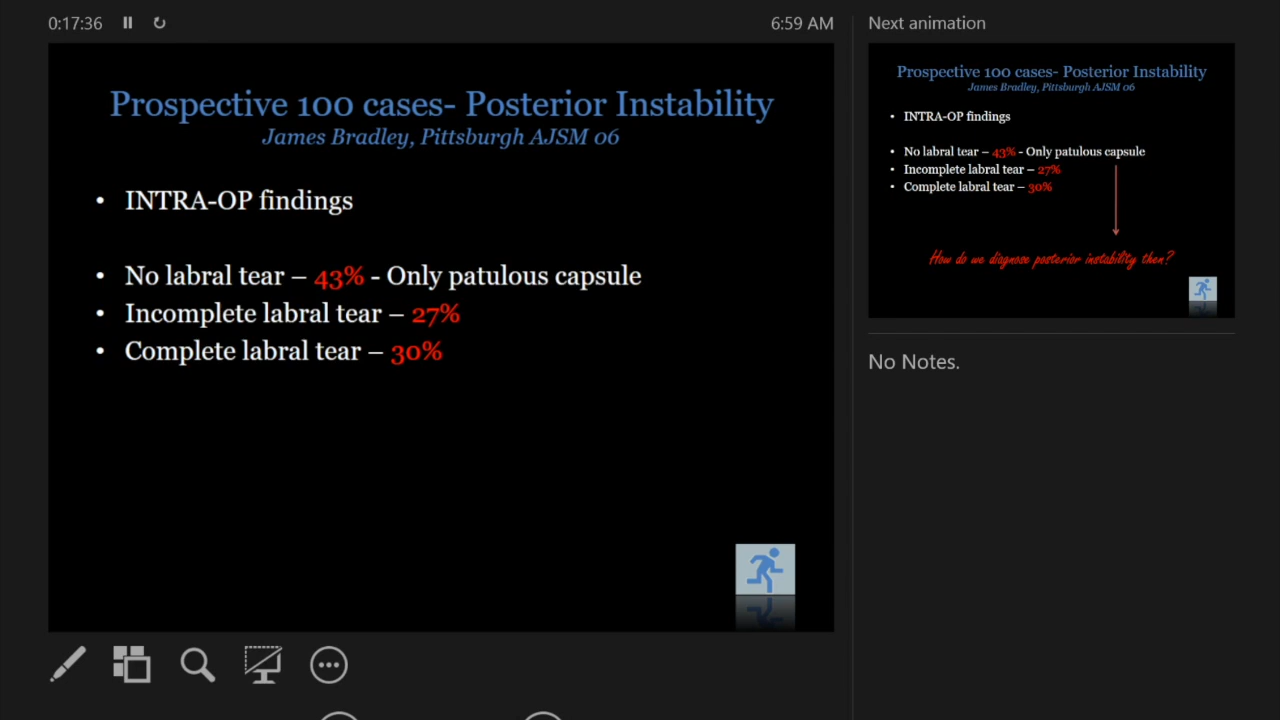 0:17:36
6:59 AM
Next animation
Prospective 100 cases- Posterior Instability
James Bradley, Pittsburgh AJSM 06
• INTRA-OP findings
• No labral tear – 43% - Only patulous capsule
• Incomplete labral tear – 27%
• Complete labral tear – 30%
Prospective 100 cases- Posterior Instability
James Bradley, Pittsburgh AJSM 06
• INTRA-OP findings
• No labral tear – 43% - Only patulous capsule
• Incomplete labral tear – 27%
• Complete labral tear – 30%
How do we diagnose posterior instability then?
No Notes.